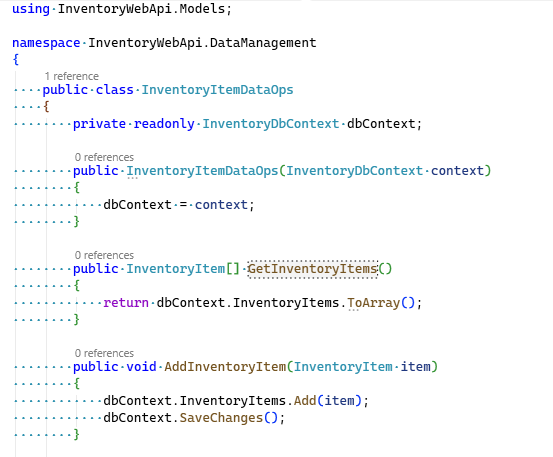 using InventoryWebApi.Models;
namespace InventoryWebApi.DataManagement
{
1 reference
public class InventoryItemDataOps
{
private readonly InventoryDbContext dbContext;
0 references
public InventoryItemDataOps(InventoryDbContext context)
{
dbContext = context;
}
0 references
public InventoryItem[] GetInventoryItems()
{
return dbContext.InventoryItems.ToArray();
}
0 references
public void AddInventoryItem(InventoryItem item)
{
dbContext.InventoryItems.Add(item);
dbContext.SaveChanges();
}